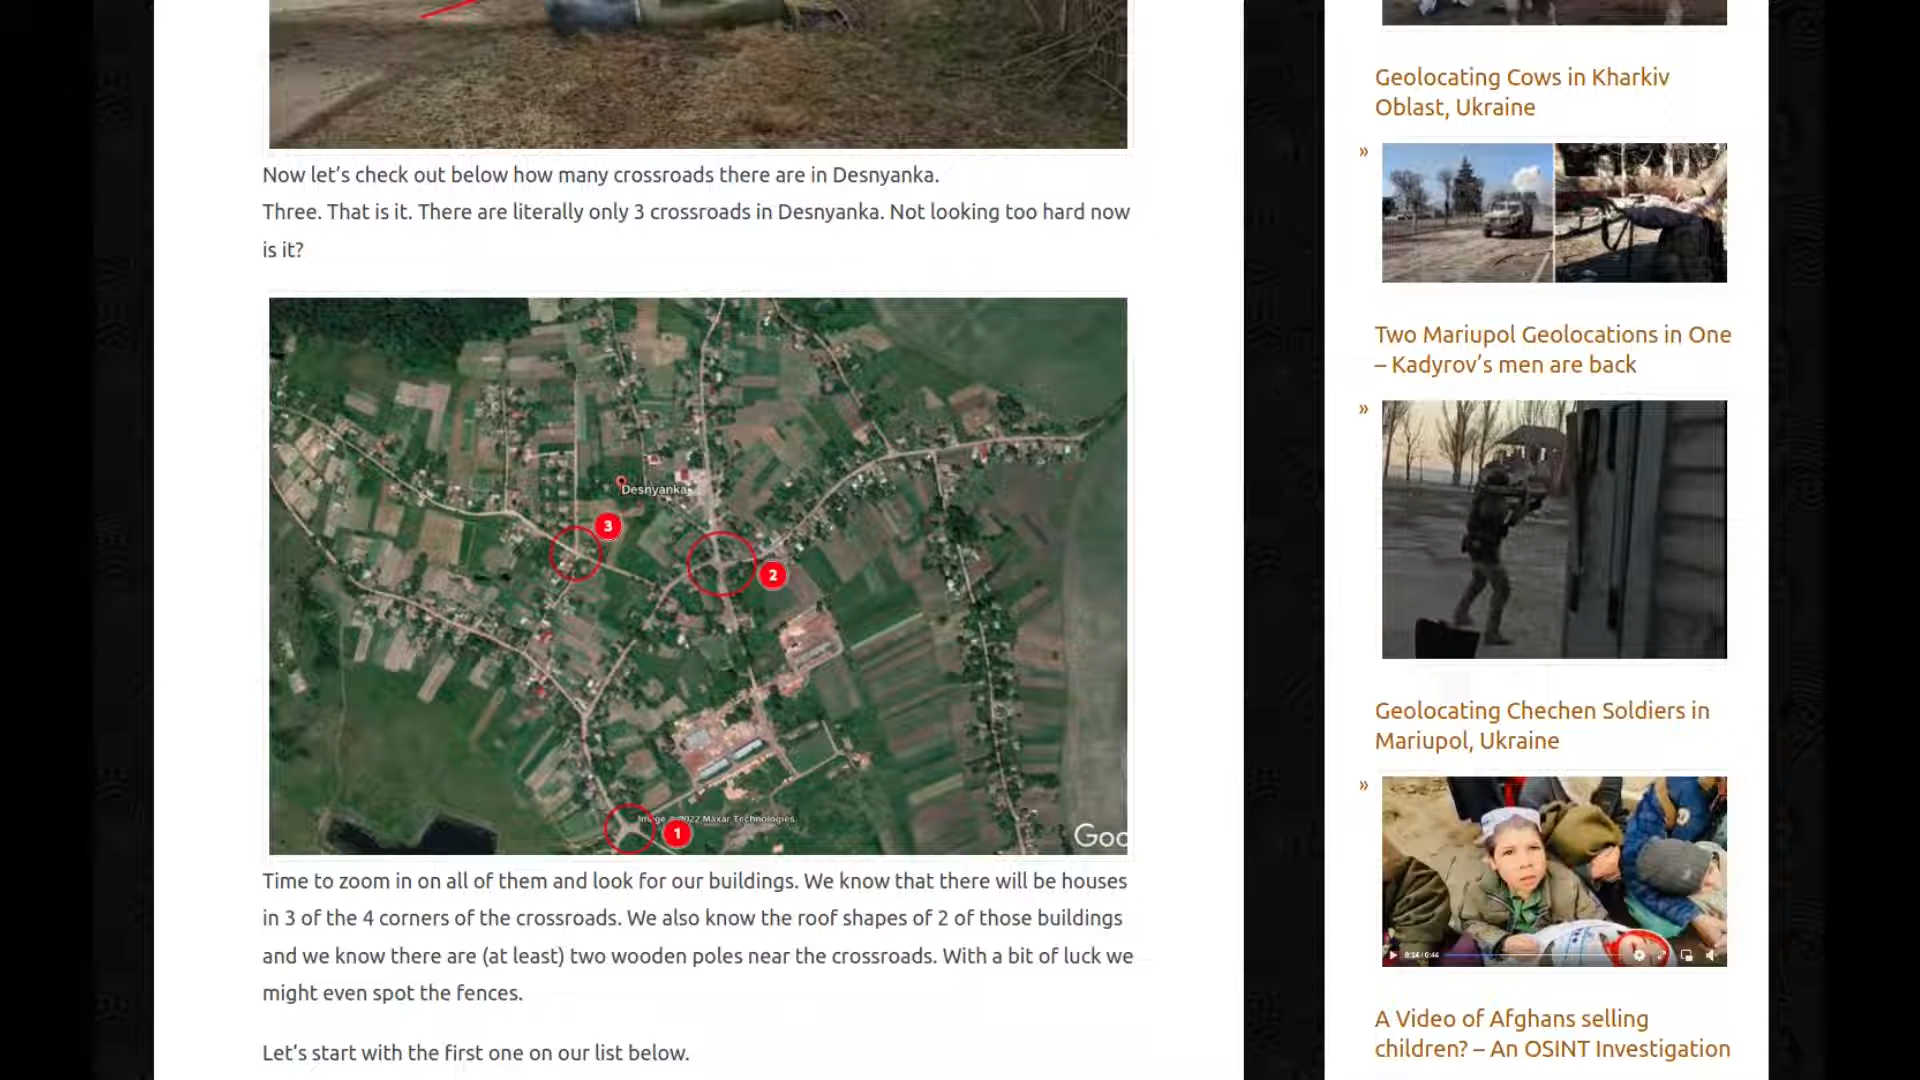 Now let’s check out below how many crossroads there are in Desnyanka.
Three. That is it. There are literally only 3 crossroads in Desnyanka. Not looking too hard now
is it?
Desnyanka
3
2
Image © 2022 Maxar Technologies
1
Goo
Time to zoom in on all of them and look for our buildings. We know that there will be houses
in 3 of the 4 corners of the crossroads. We also know the roof shapes of 2 of those buildings
and we know there are (at least) two wooden poles near the crossroads. With a bit of luck we
might even spot the fences.
Let’s start with the first one on our list below.
Geolocating Cows in Kharkiv
Oblast, Ukraine
»
Two Mariupol Geolocations in One
– Kadyrov’s men are back
»
Geolocating Chechen Soldiers in
Mariupol, Ukraine
»
0:14 / 0:44
A Video of Afghans selling
children? – An OSINT Investigation